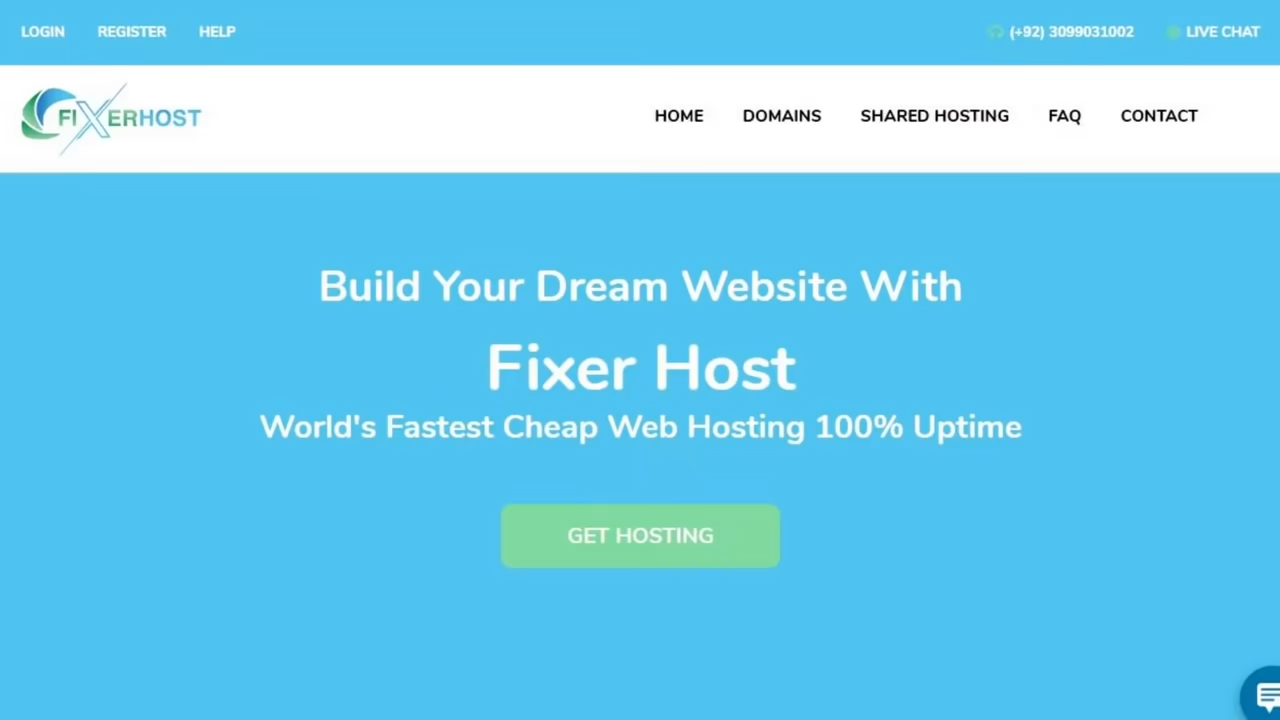 LOGIN REGISTER HELP (+92) 3099031002 LIVE CHAT
FIXERHOST HOME DOMAINS SHARED HOSTING FAQ CONTACT
Build Your Dream Website With
Fixer Host
World's Fastest Cheap Web Hosting 100% Uptime
GET HOSTING